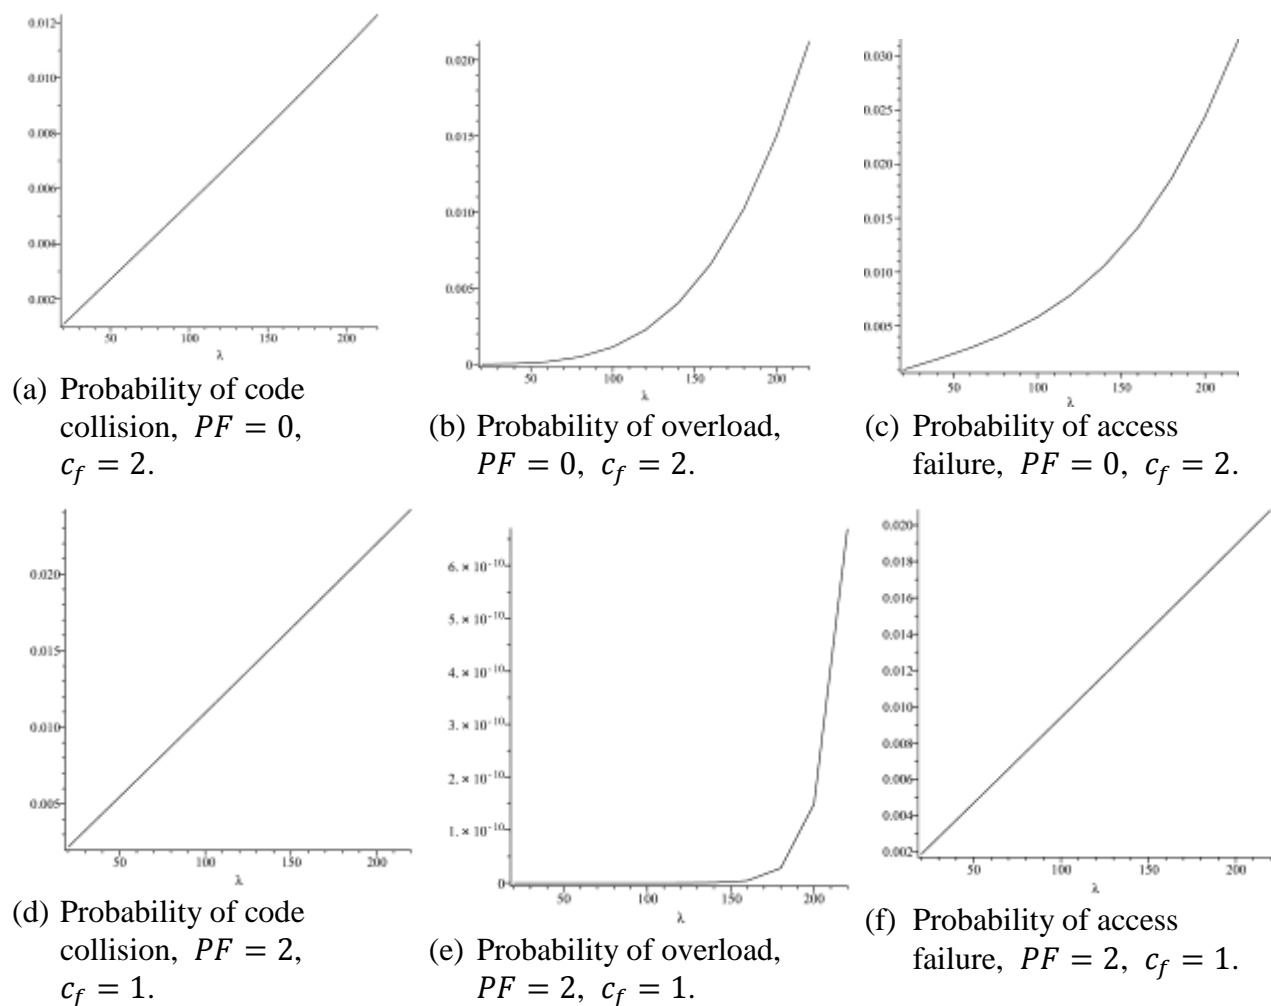 0.012
0.010
0.008
0.006
0.004
0.002
50 100 150 200
λ
(a) Probability of code
collision, PF = 0,
c_f = 2.
0.020
0.015
0.010
0.005
0
50 100 150 200
λ
(b) Probability of overload,
PF = 0, c_f = 2.
0.030
0.025
0.020
0.015
0.010
0.005
50 100 150 200
λ
(c) Probability of access
failure, PF = 0, c_f = 2.
0.020
0.015
0.010
0.005
50 100 150 200
λ
(d) Probability of code
collision, PF = 2,
c_f = 1.
6. × 10^-10
5. × 10^-10
4. × 10^-10
3. × 10^-10
2. × 10^-10
1. × 10^-10
0
50 100 150 200
λ
(e) Probability of overload,
PF = 2, c_f = 1.
0.020
0.018
0.016
0.014
0.012
0.010
0.008
0.006
0.004
0.002
50 100 150 200
λ
(f) Probability of access
failure, PF = 2, c_f = 1.